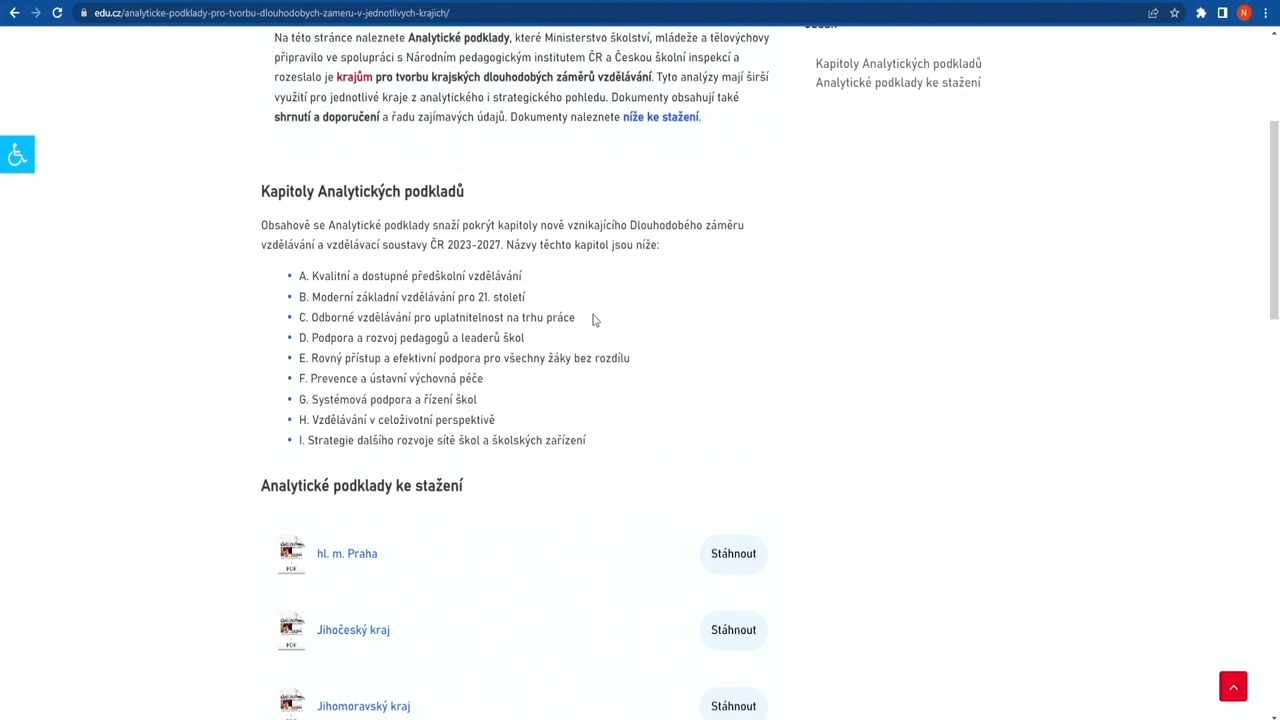 edu.cz/analyticke-podklady-pro-tvorbu-dlouhodobych-zameru-v-jednotlivych-krajich/
N
Na této stránce naleznete Analytické podklady, které Ministerstvo školství, mládeže a tělovýchovy
připravilo ve spolupráci s Národním pedagogickým institutem ČR a Českou školní inspekcí a
rozeslalo je krajům pro tvorbu krajských dlouhodobých záměrů vzdělávání. Tyto analýzy mají širší
využití pro jednotlivé kraje z analytického i strategického pohledu. Dokumenty obsahují také
shrnutí a doporučení a řadu zajímavých údajů. Dokumenty naleznete níže ke stažení.
Kapitoly Analytických podkladů
Analytické podklady ke stažení
Kapitoly Analytických podkladů
Obsahově se Analytické podklady snaží pokrýt kapitoly nově vznikajícího Dlouhodobého záměru
vzdělávání a vzdělávací soustavy ČR 2023-2027. Názvy těchto kapitol jsou níže:
• A. Kvalitní a dostupné předškolní vzdělávání
• B. Moderní základní vzdělávání pro 21. století
• C. Odborné vzdělávání pro uplatnitelnost na trhu práce
• D. Podpora a rozvoj pedagogů a leaderů škol
• E. Rovný přístup a efektivní podpora pro všechny žáky bez rozdílu
• F. Prevence a ústavní výchovná péče
• G. Systémová podpora a řízení škol
• H. Vzdělávání v celoživotní perspektivě
• I. Strategie dalšího rozvoje sítě škol a školských zařízení
Analytické podklady ke stažení
PDF
hl. m. Praha
Stáhnout
PDF
Jihočeský kraj
Stáhnout
Jihomoravský kraj
Stáhnout